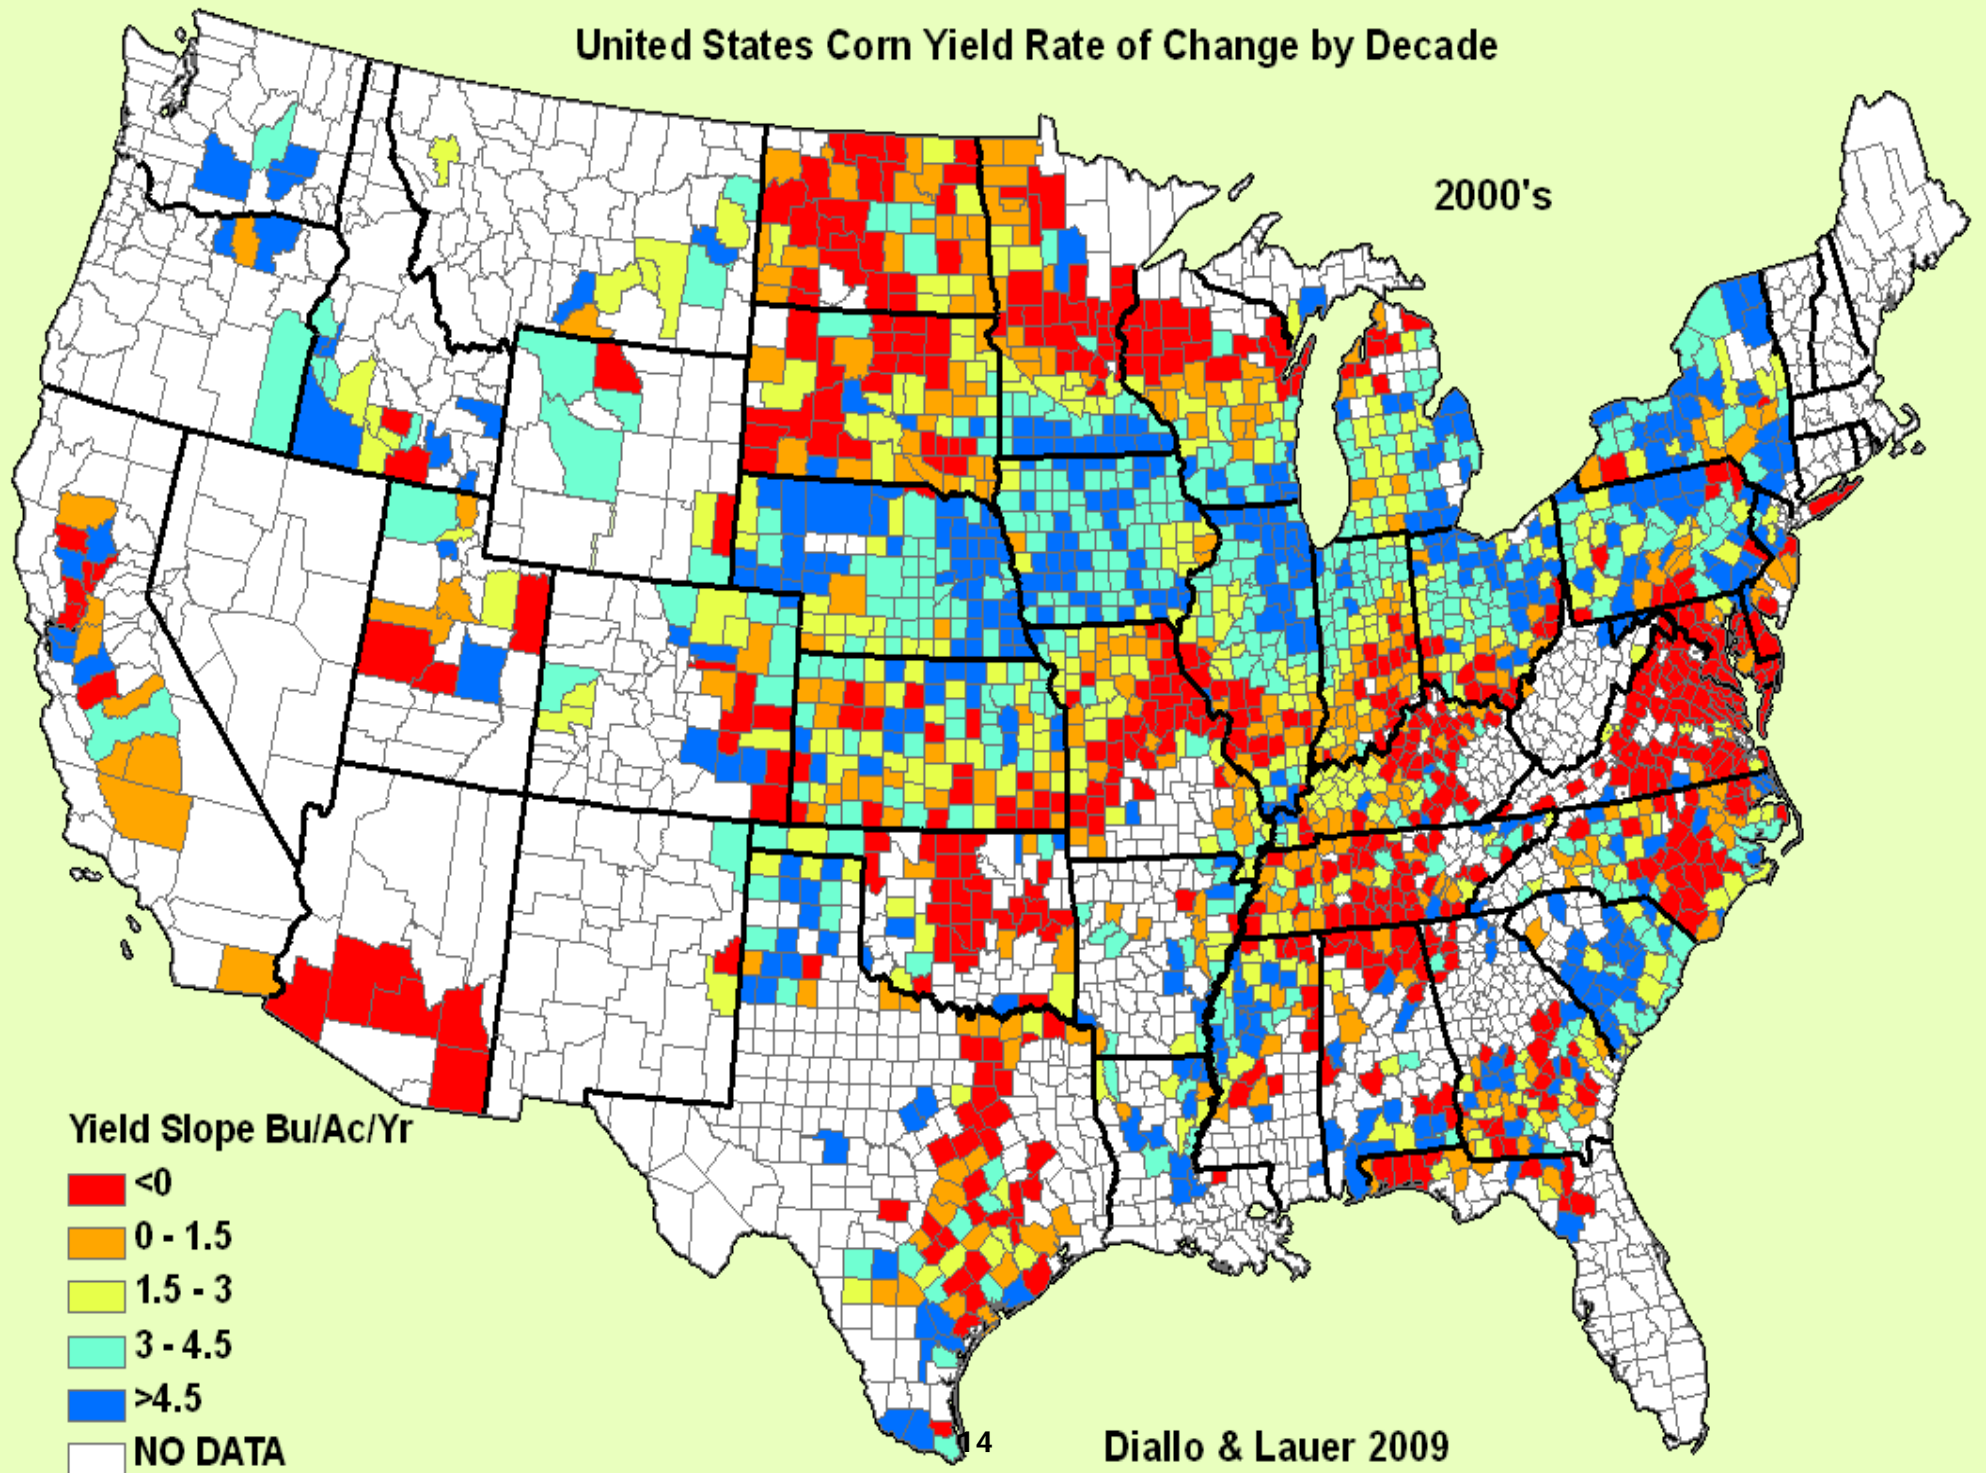 United States Corn Yield Rate of Change by Decade
2000's
Yield Slope Bu/Ac/Yr
<0
0 - 1.5
1.5 - 3
3 - 4.5
>4.5
NO DATA
14
Diallo & Lauer 2009